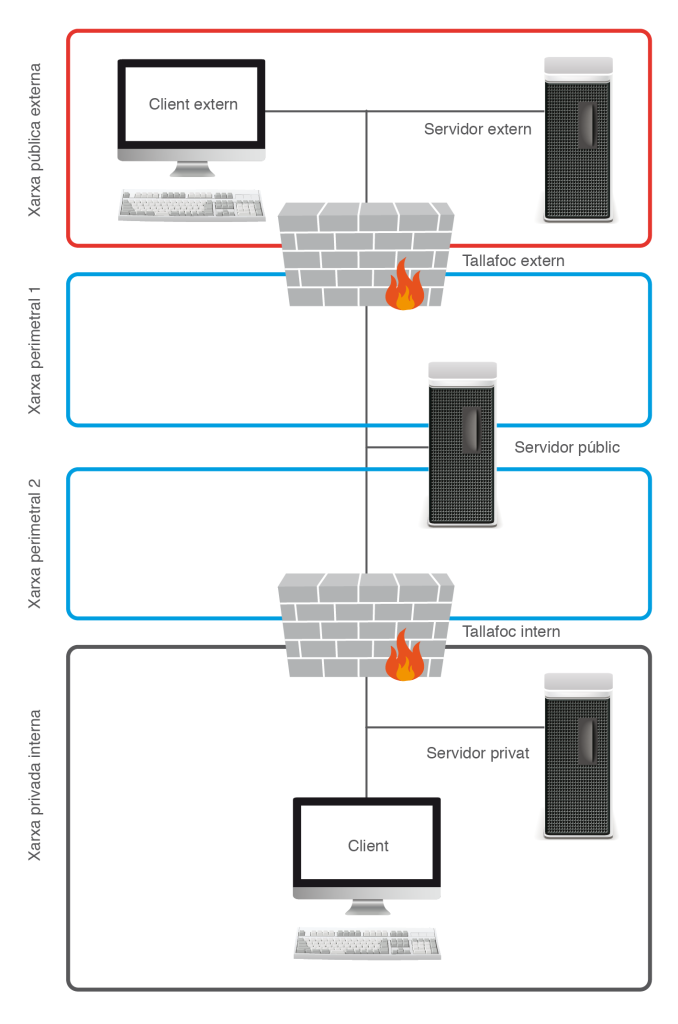 Xarxa pública externa
Client extern
Servidor extern
Tallafoc extern
Xarxa perimetral 1
Servidor públic
Xarxa perimetral 2
Tallafoc intern
Xarxa privada interna
Servidor privat
Client